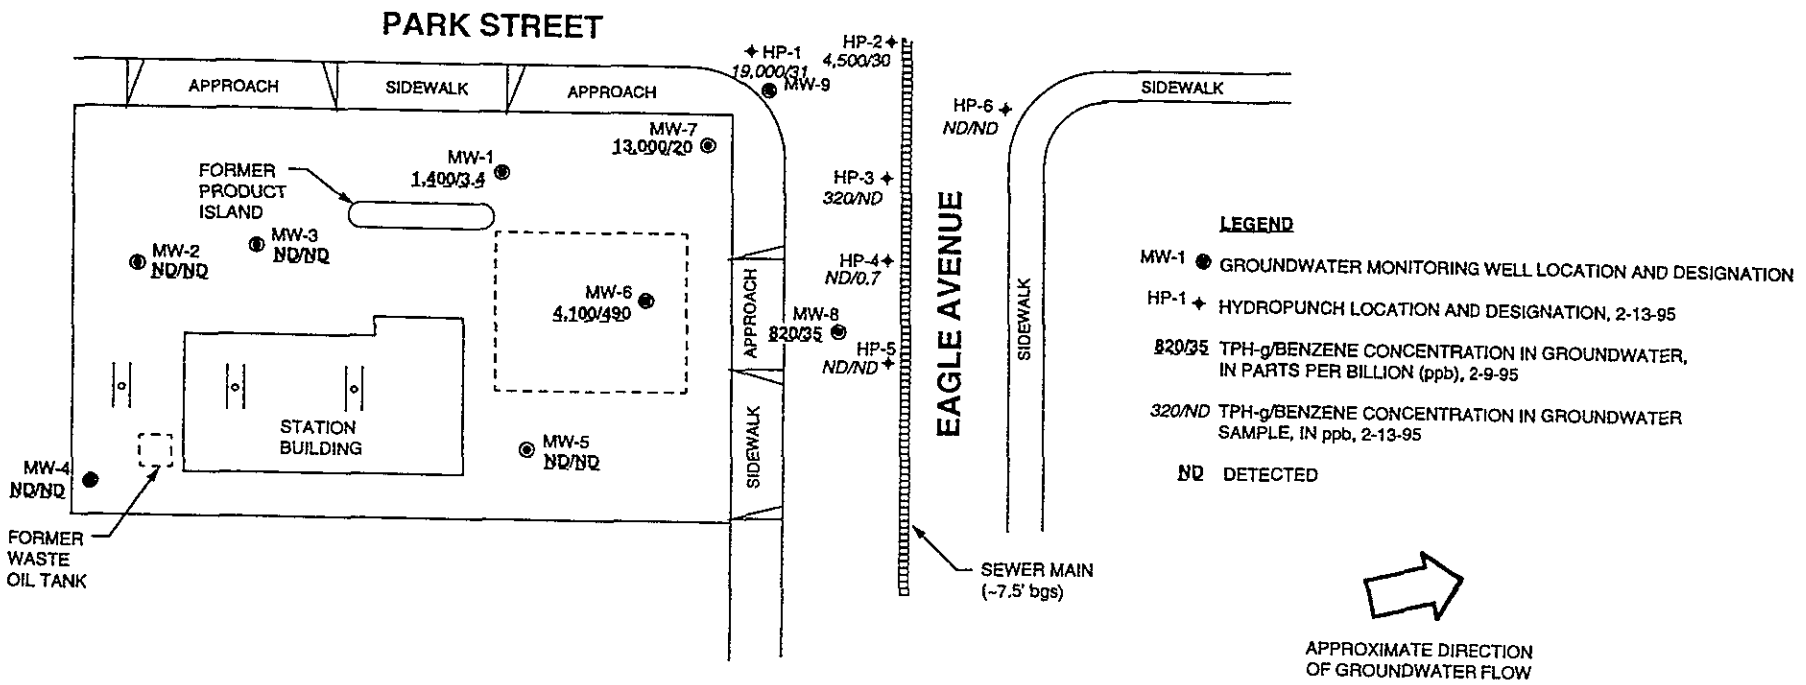 PARK STREET
HP-1
19,000/31
MW-9
HP-2
4,500/30
APPROACH
SIDEWALK
APPROACH
SIDEWALK
HP-6
ND/ND
MW-7
13,000/20
MW-1
1,400/3.4
FORMER
PRODUCT
ISLAND
HP-3
320/ND
MW-2
ND/ND
MW-3
ND/ND
HP-4
ND/0.7
MW-6
4,100/490
MW-8
820/35
HP-5
ND/ND
APPROACH
EAGLE AVENUE
SIDEWALK
SIDEWALK
STATION
BUILDING
MW-5
ND/ND
MW-4
ND/ND
FORMER
WASTE
OIL TANK
SEWER MAIN
(~7.5' bgs)
LEGEND
MW-1 GROUNDWATER MONITORING WELL LOCATION AND DESIGNATION
HP-1 HYDROPUNCH LOCATION AND DESIGNATION, 2-13-95
820/35 TPH-g/BENZENE CONCENTRATION IN GROUNDWATER,
IN PARTS PER BILLION (ppb), 2-9-95
320/ND TPH-g/BENZENE CONCENTRATION IN GROUNDWATER
SAMPLE, IN ppb, 2-13-95
ND DETECTED
APPROXIMATE DIRECTION
OF GROUNDWATER FLOW